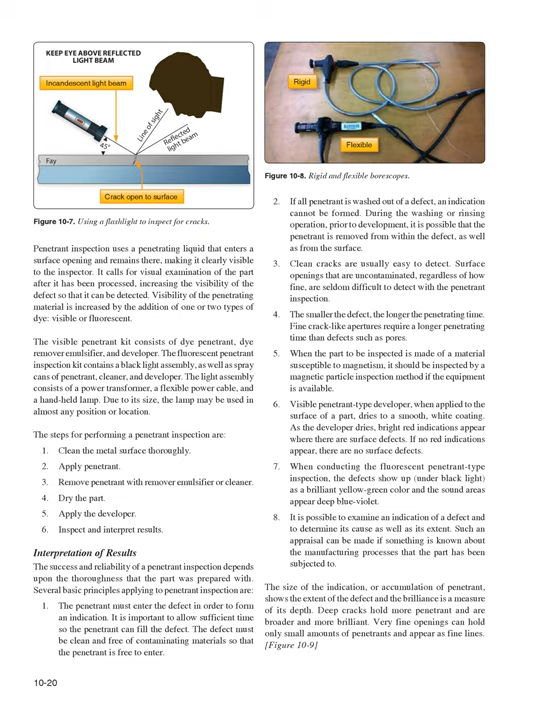 KEEP EYE ABOVE REFLECTED
LIGHT BEAM
Incandescent light beam
Line of sight
Reflected
light beam
45°
Fay
Crack open to surface
Figure 10-7. Using a flashlight to inspect for cracks.
Penetrant inspection uses a penetrating liquid that enters a
surface opening and remains there, making it clearly visible
to the inspector. It calls for visual examination of the part
after it has been processed, increasing the visibility of the
defect so that it can be detected. Visibility of the penetrating
material is increased by the addition of one or two types of
dye: visible or fluorescent.
The visible penetrant kit consists of dye penetrant, dye
remover emulsifier, and developer. The fluorescent penetrant
inspection kit contains a black light assembly, as well as spray
cans of penetrant, cleaner, and developer. The light assembly
consists of a power transformer, a flexible power cable, and
a hand-held lamp. Due to its size, the lamp may be used in
almost any position or location.
The steps for performing a penetrant inspection are:
1. Clean the metal surface thoroughly.
2. Apply penetrant.
3. Remove penetrant with remover emulsifier or cleaner.
4. Dry the part.
5. Apply the developer.
6. Inspect and interpret results.
Interpretation of Results
The success and reliability of a penetrant inspection depends
upon the thoroughness that the part was prepared with.
Several basic principles applying to penetrant inspection are:
1. The penetrant must enter the defect in order to form
an indication. It is important to allow sufficient time
so the penetrant can fill the defect. The defect must
be clean and free of contaminating materials so that
the penetrant is free to enter.
Rigid
Flexible
Figure 10-8. Rigid and flexible borescopes.
2. If all penetrant is washed out of a defect, an indication
cannot be formed. During the washing or rinsing
operation, prior to development, it is possible that the
penetrant is removed from within the defect, as well
as from the surface.
3. Clean cracks are usually easy to detect. Surface
openings that are uncontaminated, regardless of how
fine, are seldom difficult to detect with the penetrant
inspection.
4. The smaller the defect, the longer the penetrating time.
Fine crack-like apertures require a longer penetrating
time than defects such as pores.
5. When the part to be inspected is made of a material
susceptible to magnetism, it should be inspected by a
magnetic particle inspection method if the equipment
is available.
6. Visible penetrant-type developer, when applied to the
surface of a part, dries to a smooth, white coating.
As the developer dries, bright red indications appear
where there are surface defects. If no red indications
appear, there are no surface defects.
7. When conducting the fluorescent penetrant-type
inspection, the defects show up (under black light)
as a brilliant yellow-green color and the sound areas
appear deep blue-violet.
8. It is possible to examine an indication of a defect and
to determine its cause as well as its extent. Such an
appraisal can be made if something is known about
the manufacturing processes that the part has been
subjected to.
The size of the indication, or accumulation of penetrant,
shows the extent of the defect and the brilliance is a measure
of its depth. Deep cracks hold more penetrant and are
broader and more brilliant. Very fine openings can hold
only small amounts of penetrants and appear as fine lines.
[Figure 10-9]
10-20